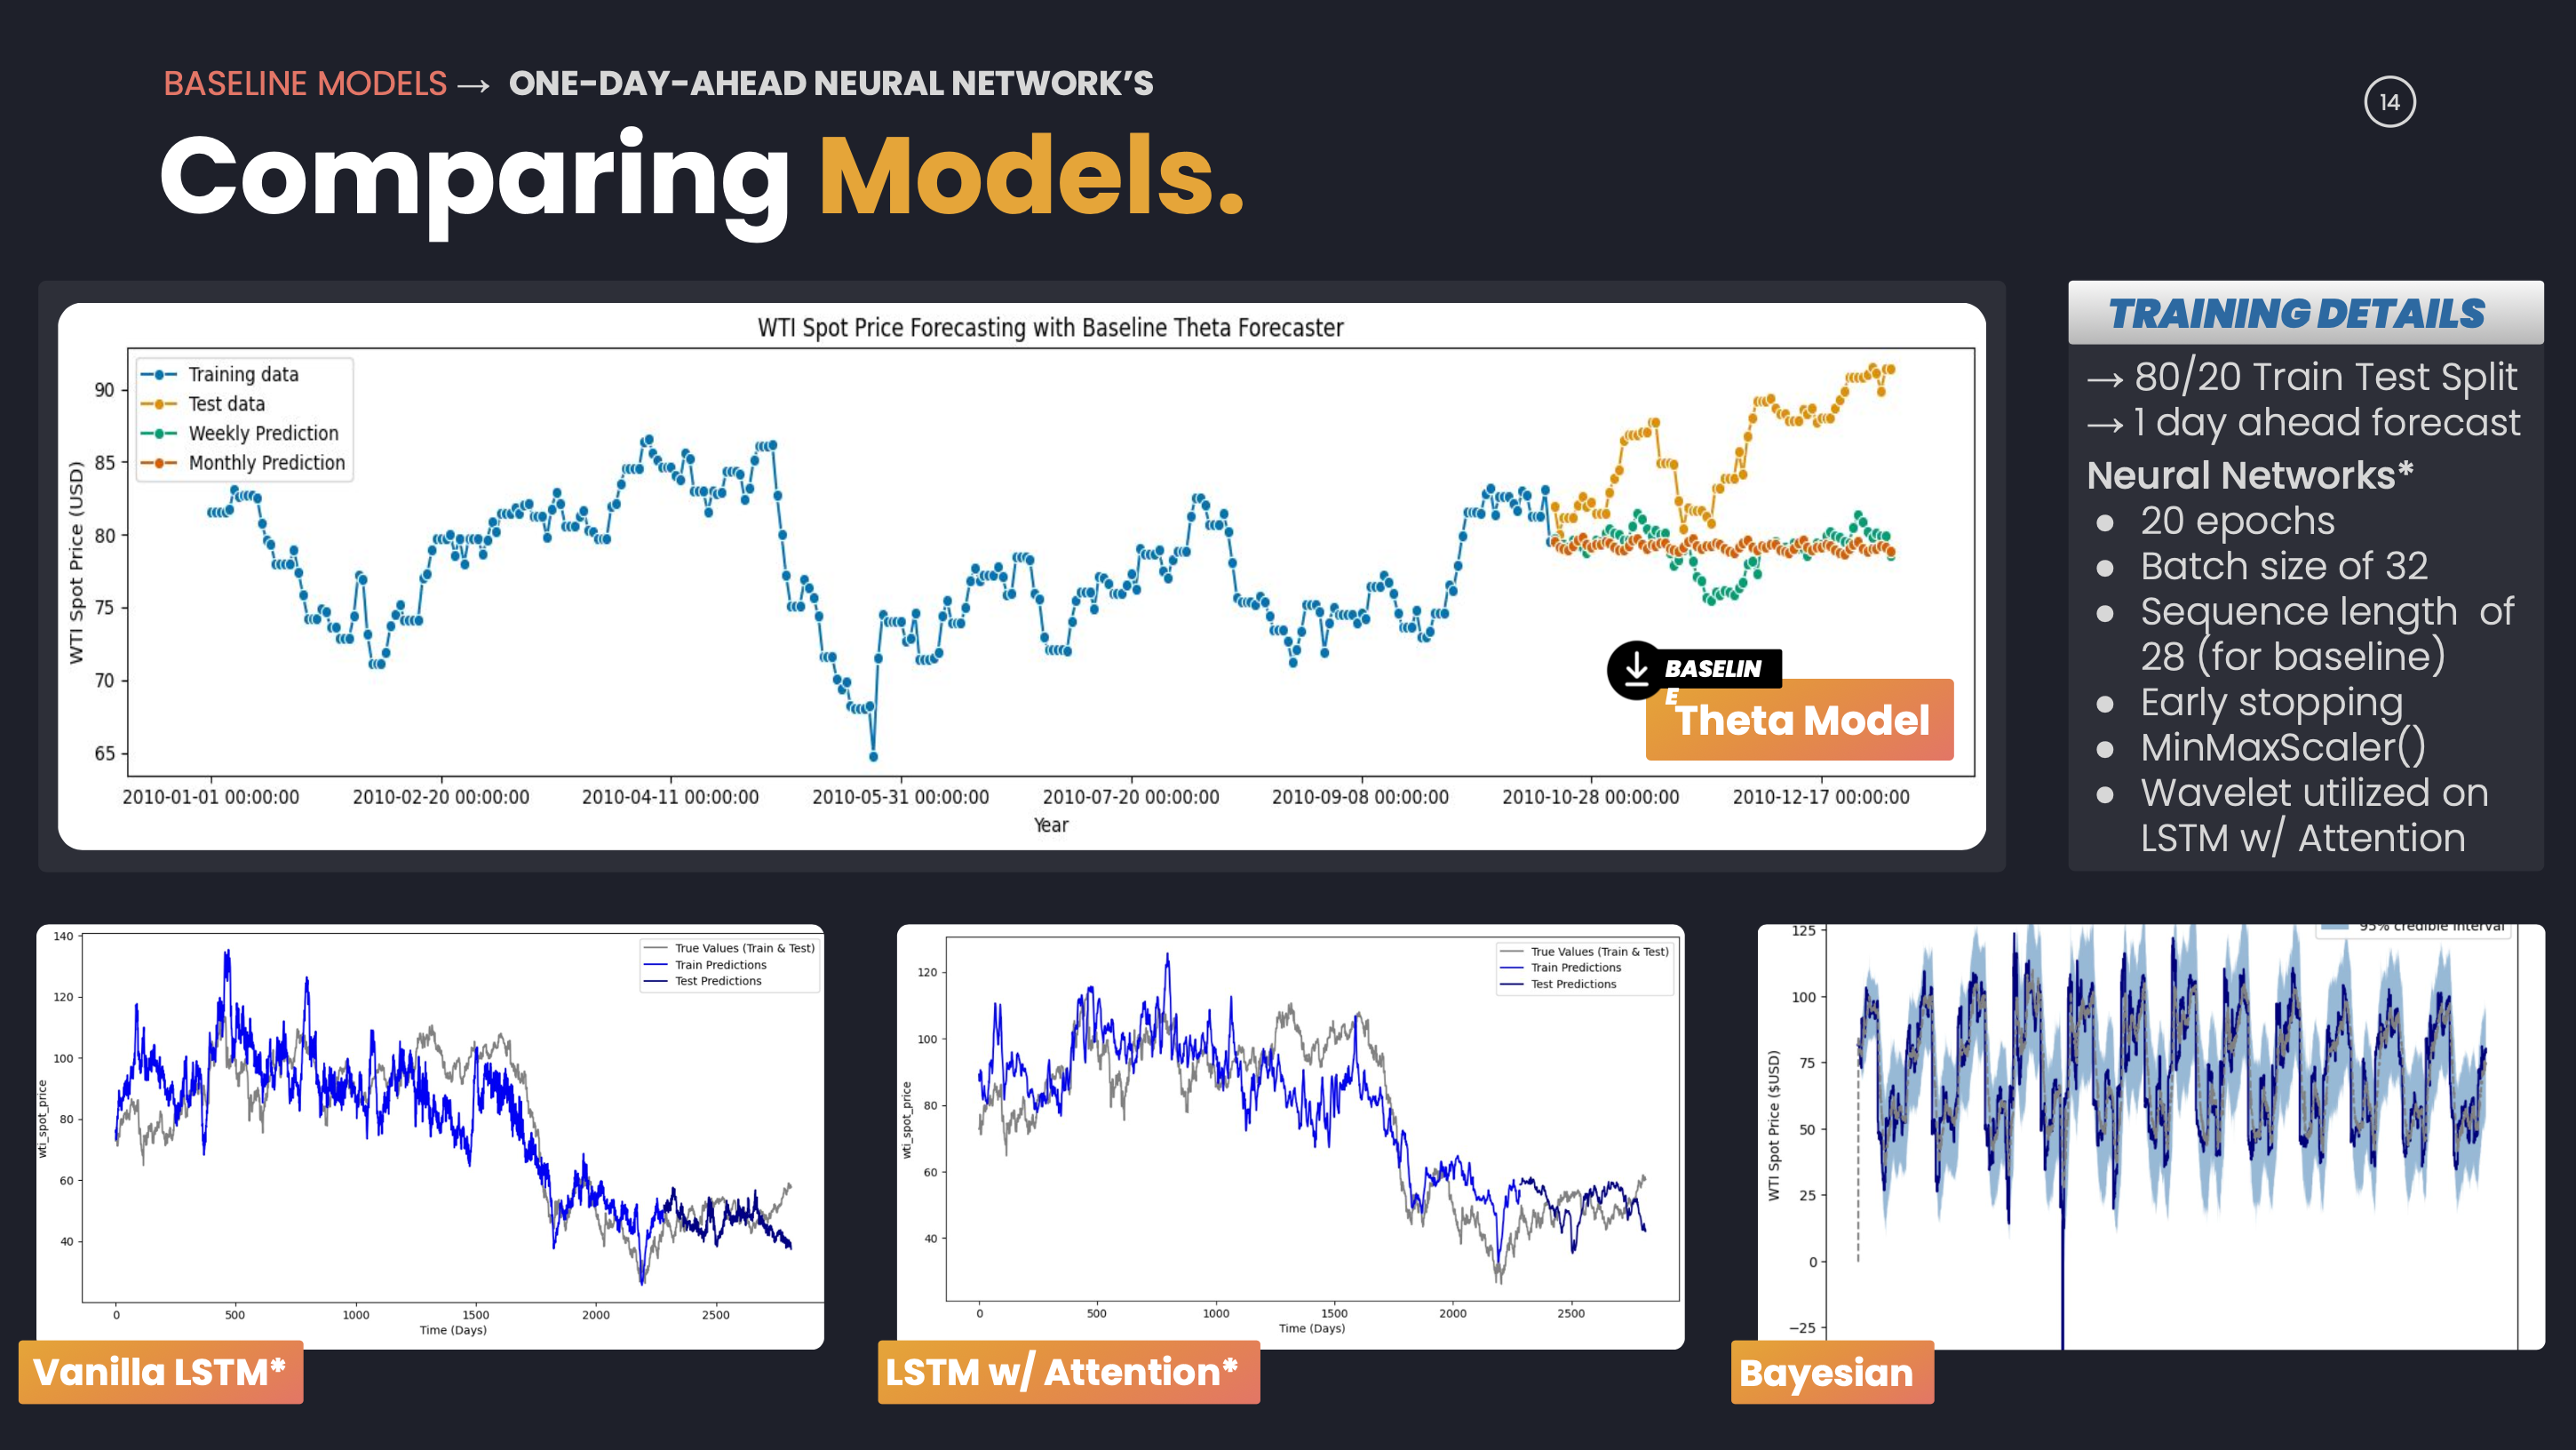 BASELINE MODELS → ONE-DAY-AHEAD NEURAL NETWORK’S
14
Comparing Models.
WTI Spot Price Forecasting with Baseline Theta Forecaster
Training data
Test data
Weekly Prediction
Monthly Prediction
90
85
80
75
70
65
WTI Spot Price (USD)
2010-01-01 00:00:00
2010-02-20 00:00:00
2010-04-11 00:00:00
2010-05-31 00:00:00
2010-07-20 00:00:00
2010-09-08 00:00:00
2010-10-28 00:00:00
2010-12-17 00:00:00
Year
BASELIN
E
Theta Model
TRAINING DETAILS
→ 80/20 Train Test Split
→ 1 day ahead forecast
Neural Networks*
● 20 epochs
● Batch size of 32
● Sequence length of
28 (for baseline)
● Early stopping
● MinMaxScaler()
● Wavelet utilized on
LSTM w/ Attention
140
120
100
80
60
40
wti_spot_price
True Values (Train & Test)
Train Predictions
Test Predictions
0
500
1000
1500
2000
2500
Time (Days)
Vanilla LSTM*
120
100
80
60
40
wti_spot_price
True Values (Train & Test)
Train Predictions
Test Predictions
0
500
1000
1500
2000
2500
Time (Days)
LSTM w/ Attention*
95% credible interval
125
100
75
50
25
0
−25
WTI Spot Price ($USD)
Bayesian